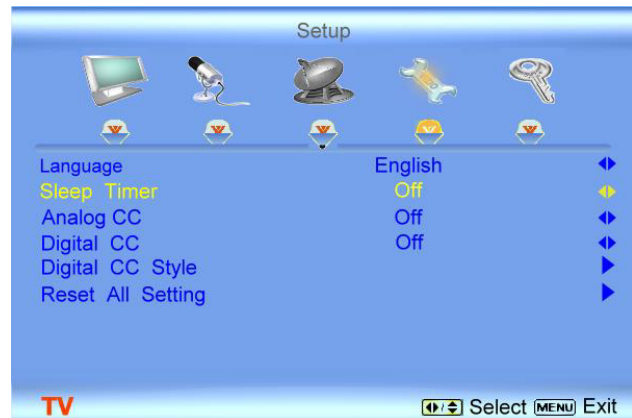 Setup
Language English
Sleep Timer Off
Analog CC Off
Digital CC Off
Digital CC Style
Reset All Setting
TV Select MENU Exit